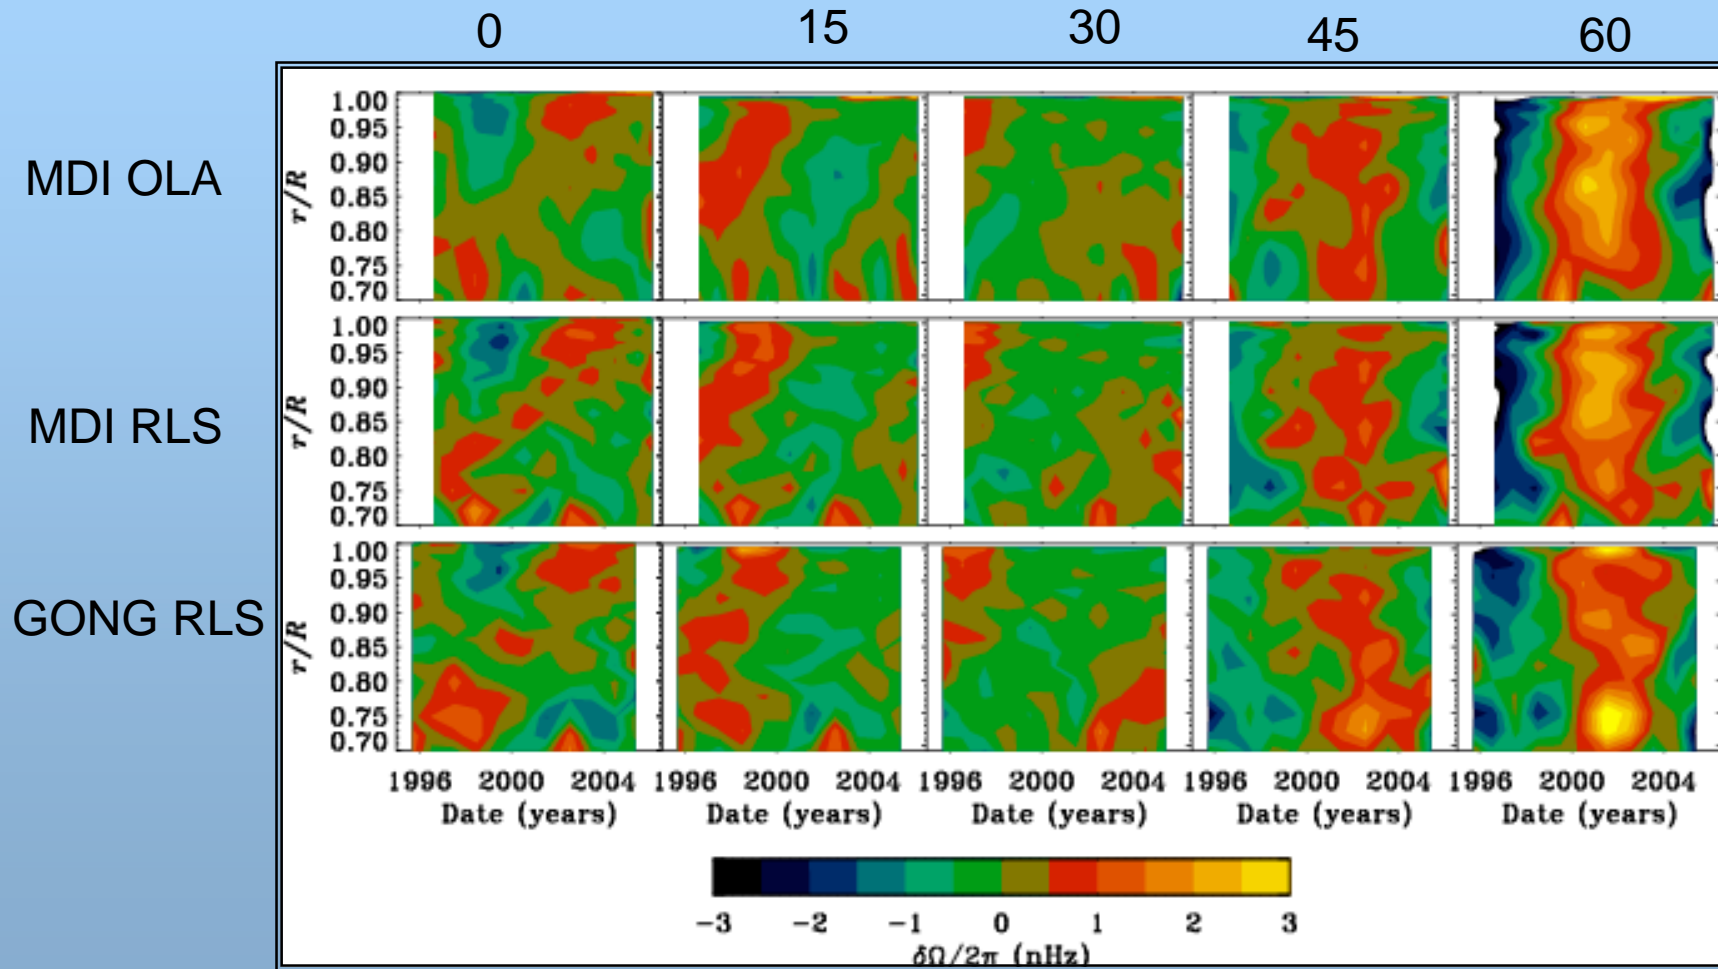 0 15 30 45 60
MDI OLA
r/R
1.00
0.95
0.90
0.85
0.80
0.75
0.70
MDI RLS
r/R
1.00
0.95
0.90
0.85
0.80
0.75
0.70
GONG RLS
r/R
1.00
0.95
0.90
0.85
0.80
0.75
0.70
1996 2000 2004 1996 2000 2004 1996 2000 2004 1996 2000 2004 1996 2000 2004
Date (years) Date (years) Date (years) Date (years) Date (years)
−3 −2 −1 0 1 2 3
δΩ/2π (nHz)